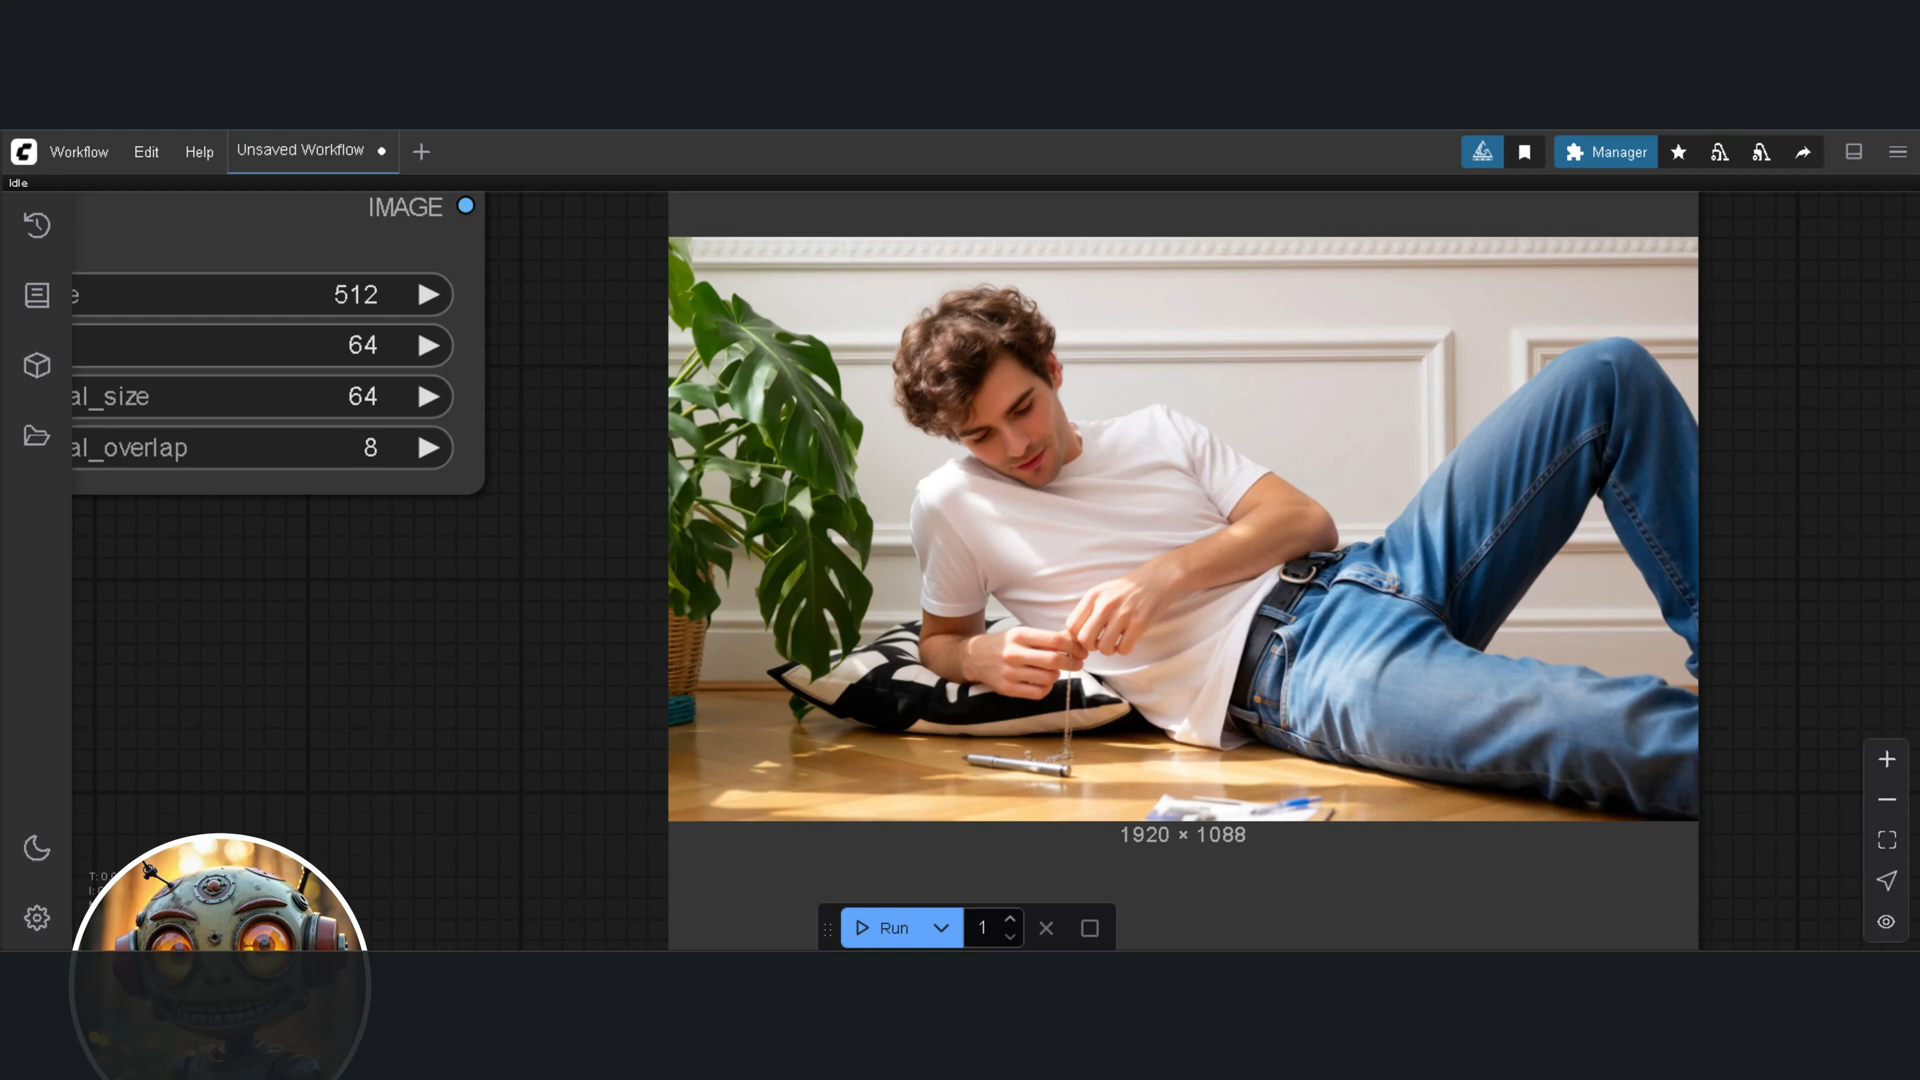 Workflow Edit Help Unsaved Workflow
Manager
Idle
IMAGE
e 512
64
al_size 64
al_overlap 8
1920 × 1088
Run 1